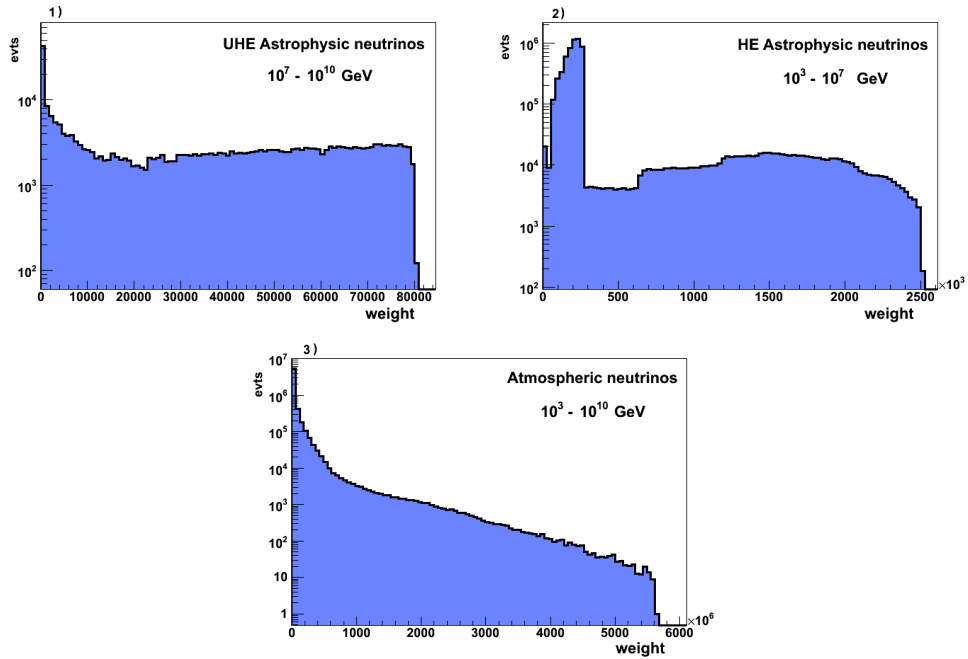 1 )
evts
UHE Astrophysic neutrinos
10^7 - 10^10 GeV
10^4
10^3
10^2
0 10000 20000 30000 40000 50000 60000 70000 80000
weight
2 )
evts
HE Astrophysic neutrinos
10^3 - 10^7 GeV
10^6
10^5
10^4
10^3
10^2
0 500 1000 1500 2000 2500
×10^3
weight
3 )
evts
Atmospheric neutrinos
10^3 - 10^10 GeV
10^7
10^6
10^5
10^4
10^3
10^2
10
1
0 1000 2000 3000 4000 5000 6000
×10^6
weight